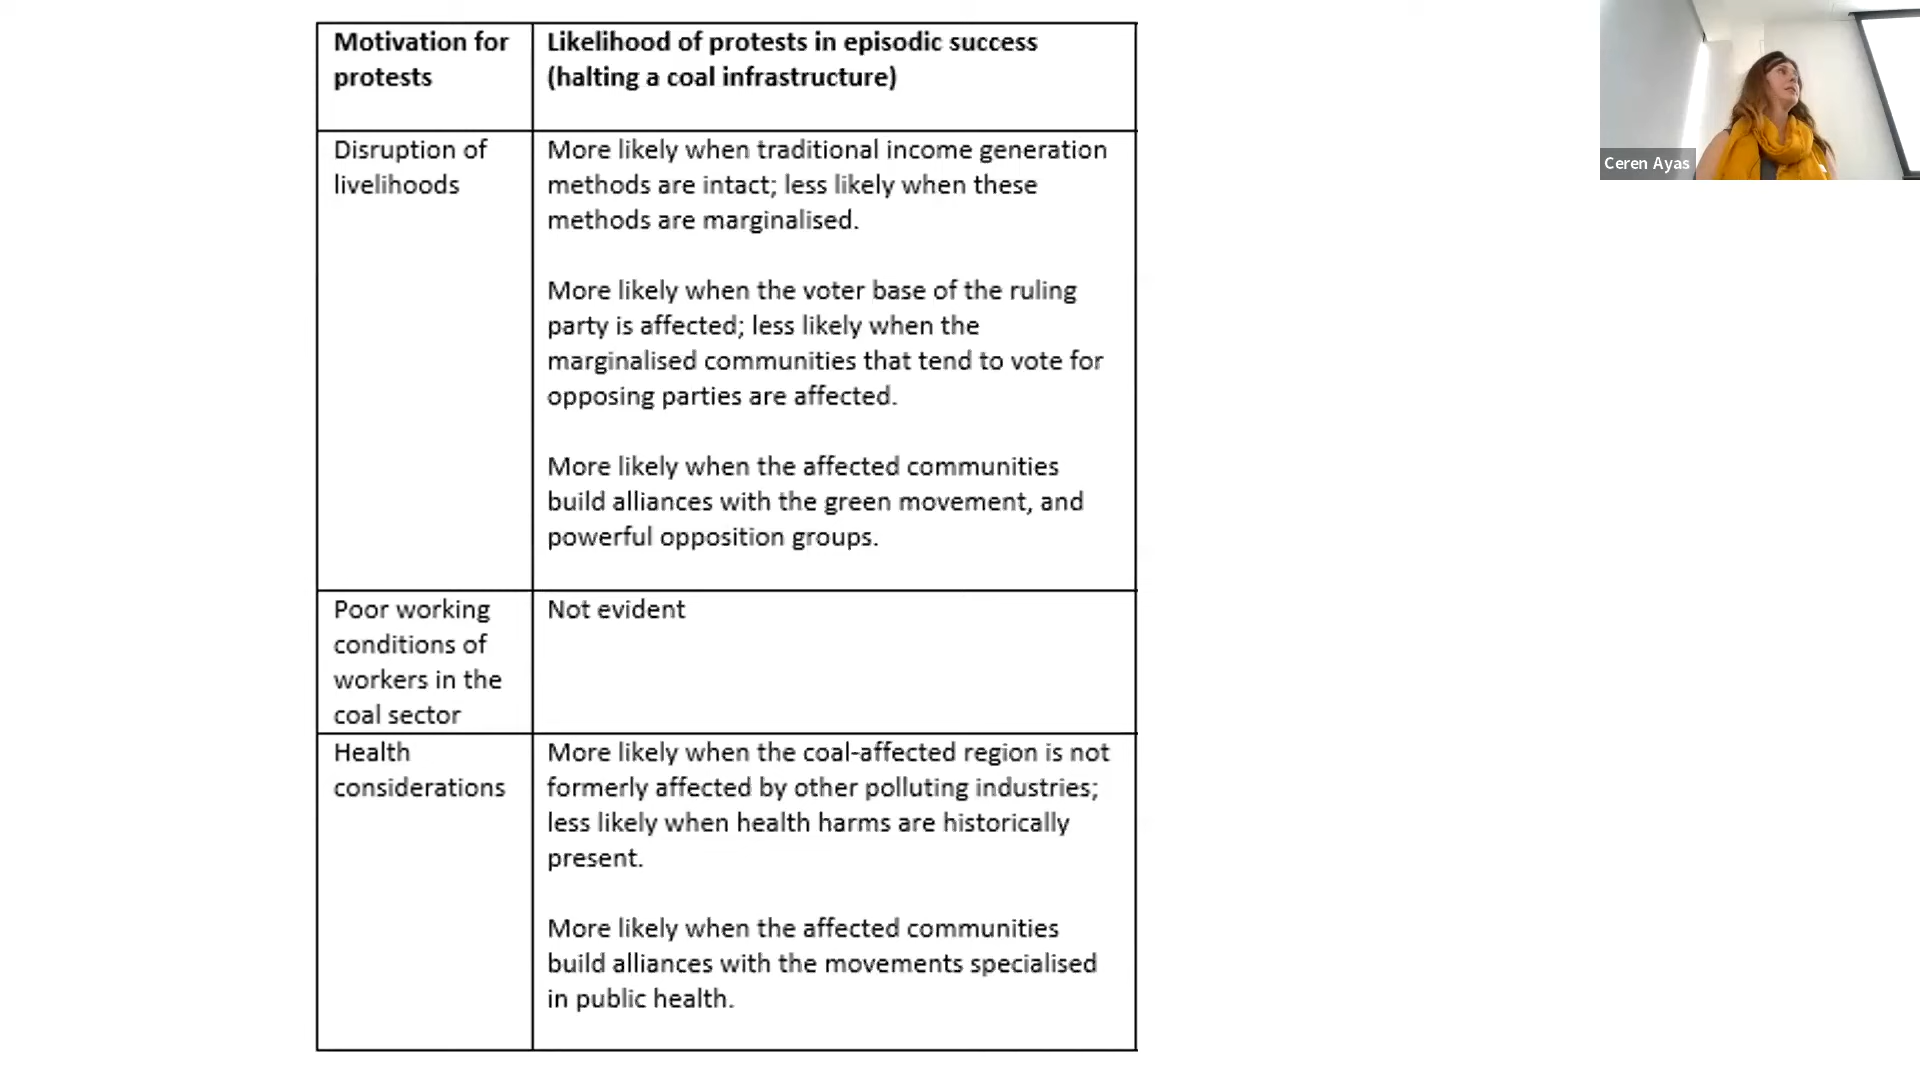 Motivation for
protests
Likelihood of protests in episodic success
(halting a coal infrastructure)
Disruption of
livelihoods
More likely when traditional income generation
methods are intact; less likely when these
methods are marginalised.
More likely when the voter base of the ruling
party is affected; less likely when the
marginalised communities that tend to vote for
opposing parties are affected.
More likely when the affected communities
build alliances with the green movement, and
powerful opposition groups.
Poor working
conditions of
workers in the
coal sector
Not evident
Health
considerations
More likely when the coal-affected region is not
formerly affected by other polluting industries;
less likely when health harms are historically
present.
More likely when the affected communities
build alliances with the movements specialised
in public health.
Ceren Ayas